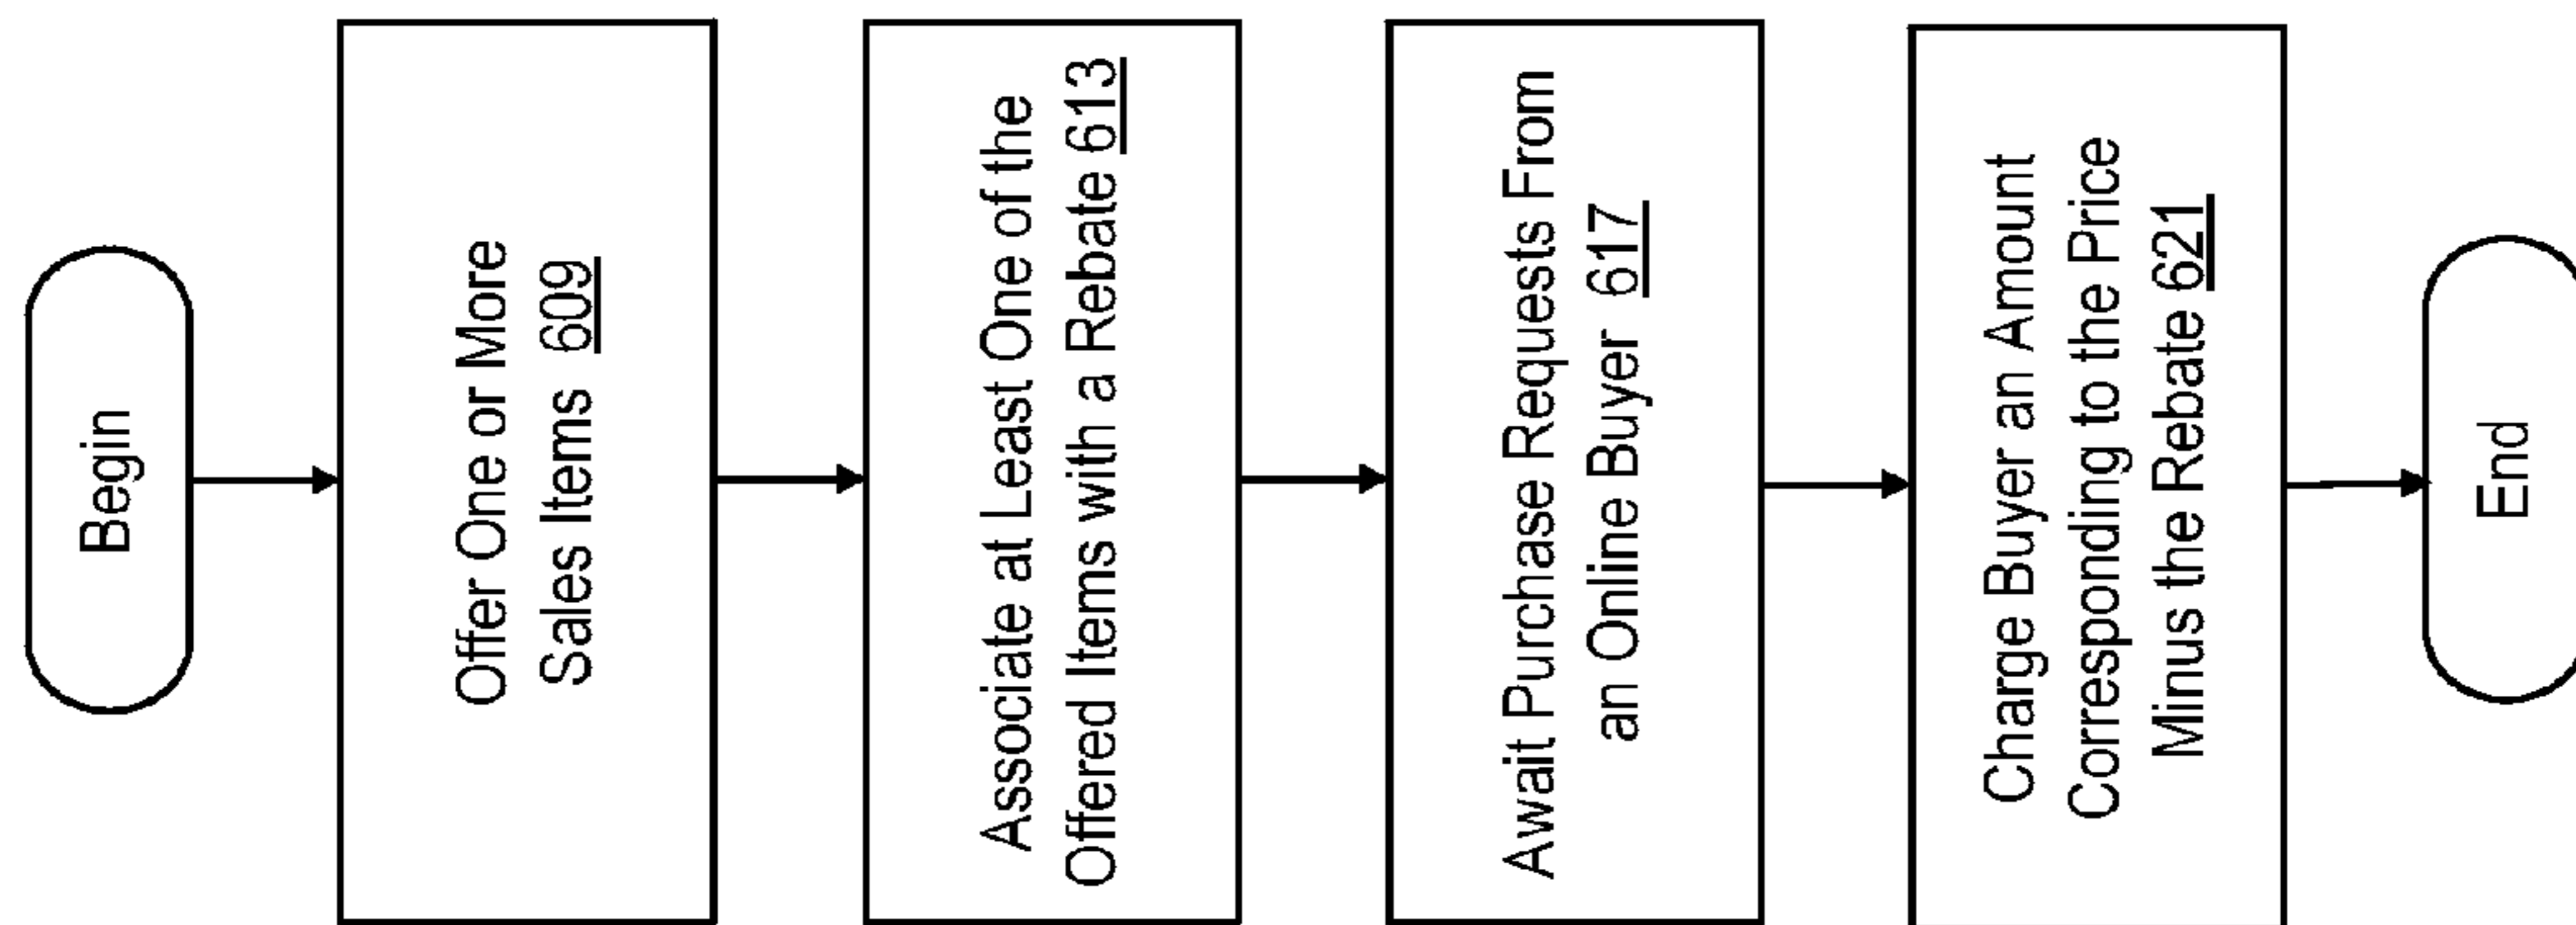 Begin
Offer One or More
Sales Items 609
Associate at Least One of the
Offered Items with a Rebate 613
Await Purchase Requests From
an Online Buyer 617
Charge Buyer an Amount
Corresponding to the Price
Minus the Rebate 621
End